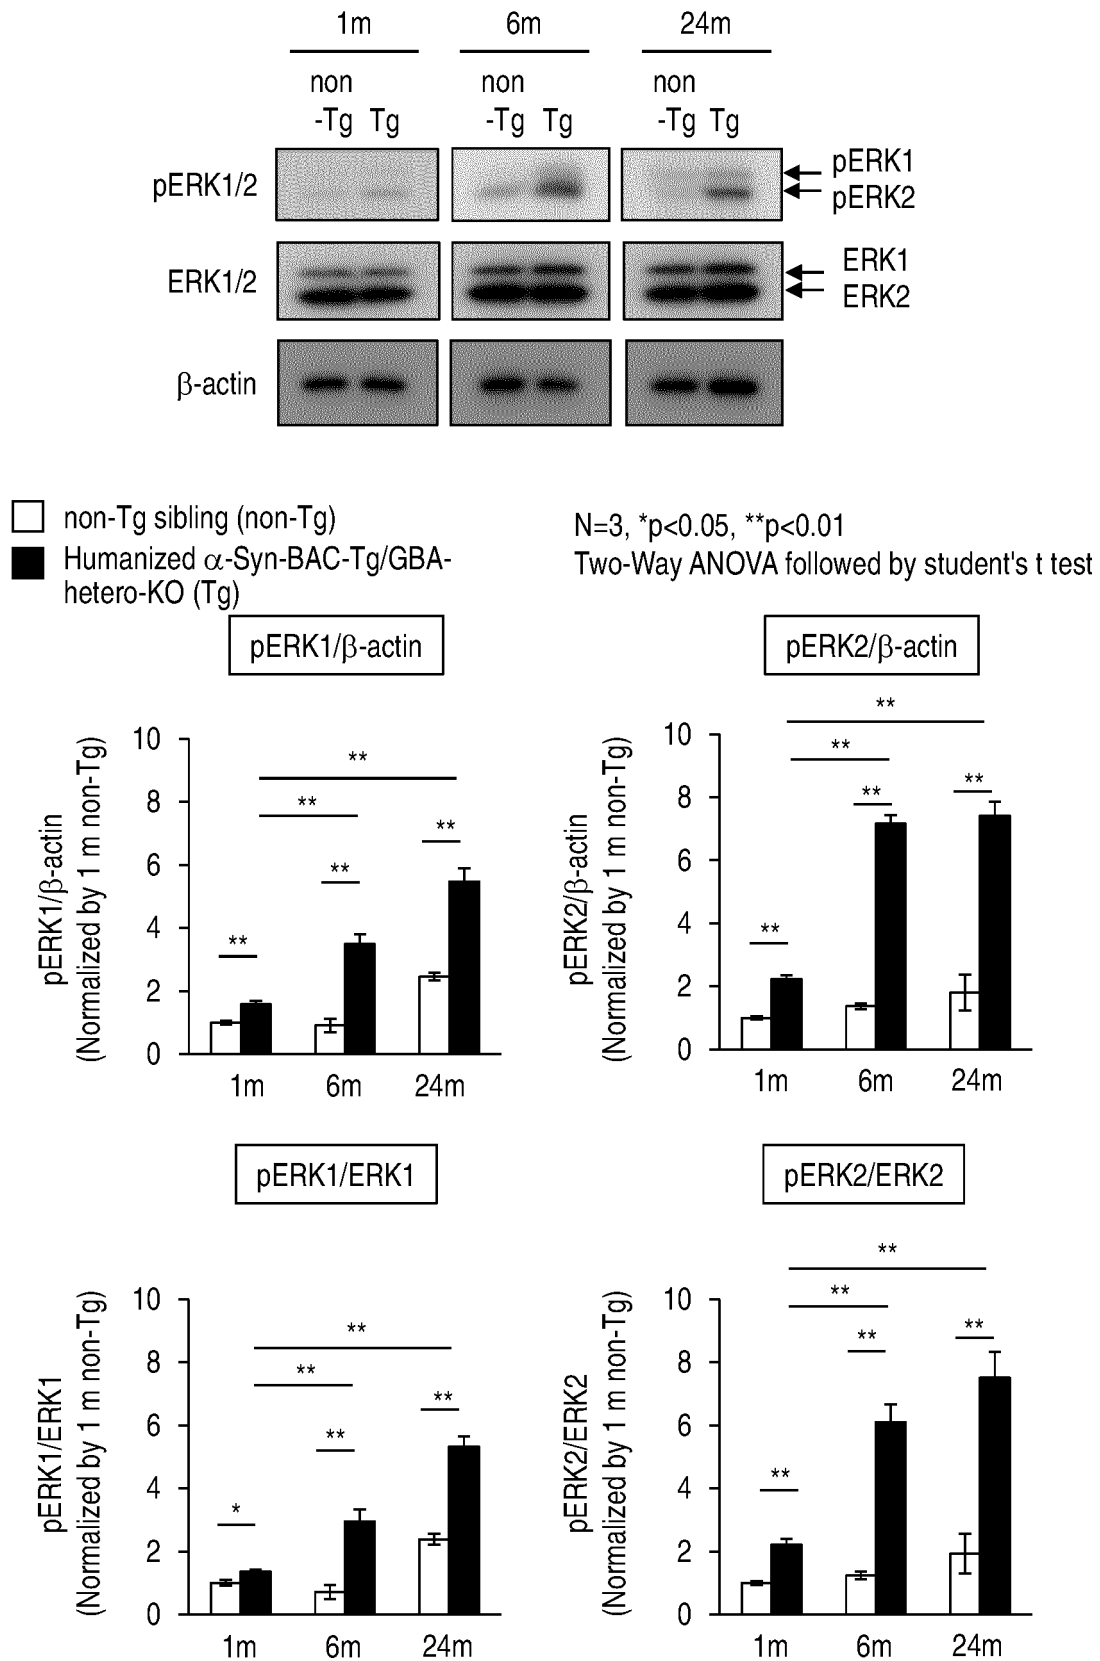 1m 6m 24m
non non non
-Tg Tg -Tg Tg -Tg Tg
pERK1/2
pERK1
pERK2
ERK1/2
ERK1
ERK2
β-actin
non-Tg sibling (non-Tg)
Humanized α-Syn-BAC-Tg/GBA-
hetero-KO (Tg)
N=3, *p<0.05, **p<0.01
Two-Way ANOVA followed by student's t test
pERK1/β-actin
pERK1/β-actin
(Normalized by 1 m non-Tg)
10
8
6
4
2
0
**
**
**
**
**
1m 6m 24m
pERK2/β-actin
pERK2/β-actin
(Normalized by 1 m non-Tg)
10
8
6
4
2
0
**
**
**
**
**
1m 6m 24m
pERK1/ERK1
pERK1/ERK1
(Normalized by 1 m non-Tg)
10
8
6
4
2
0
**
**
**
**
*
1m 6m 24m
pERK2/ERK2
pERK2/ERK2
(Normalized by 1 m non-Tg)
10
8
6
4
2
0
**
**
**
**
**
1m 6m 24m